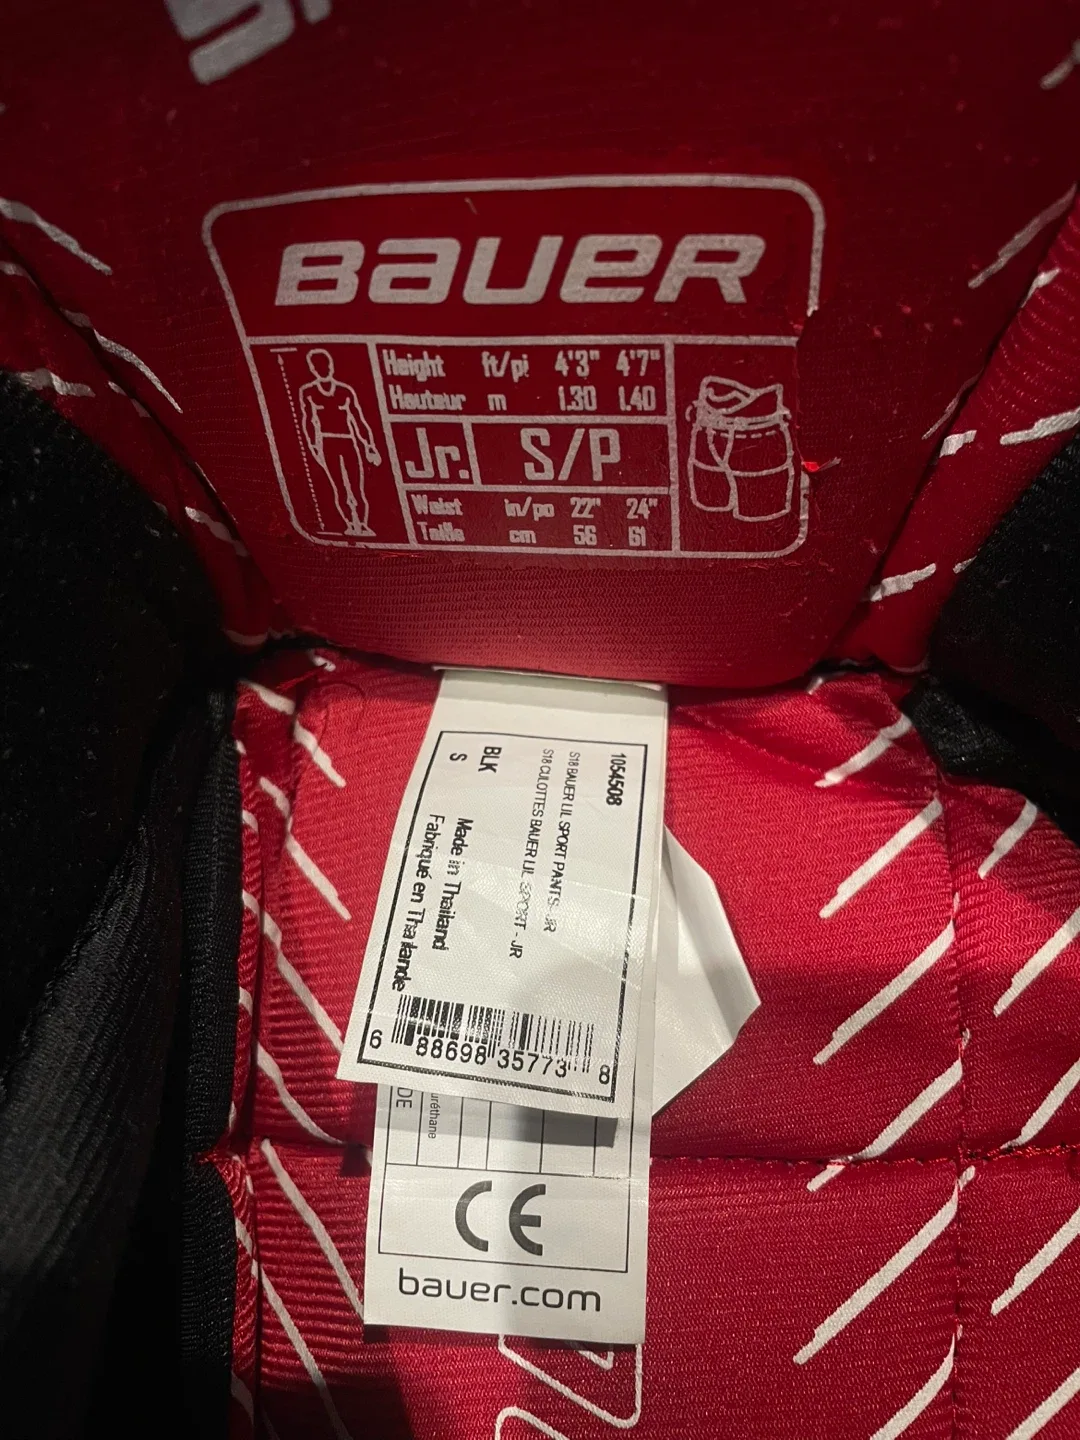 BAUER
Height ft/pi 4'3" 4'7"
Hauteur m 1.30 1.40
Jr. S/P
Waist in/po 22" 24"
Taille cm 56 61
1054508
S18 BAUER LIL SPORT PANTS- JR
S18 CULOTTES BAUER LIL SPORT - JR
BLK
S
Made in Thailand
Fabriqué en Thaïlande
6 88698 35773 8
DE
uréthane
CE
bauer.com